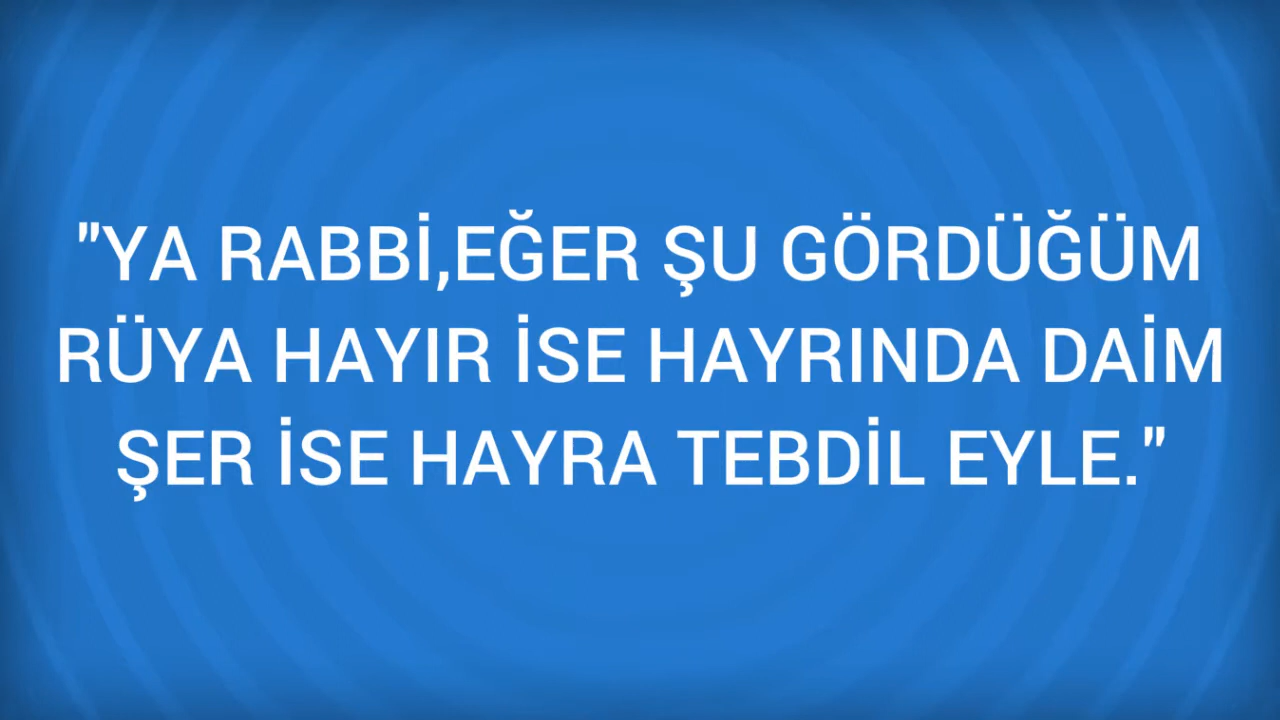 "YA RABBİ,EĞER ŞU GÖRDÜĞÜM
RÜYA HAYIR İSE HAYRINDA DAİM
ŞER İSE HAYRA TEBDİL EYLE."